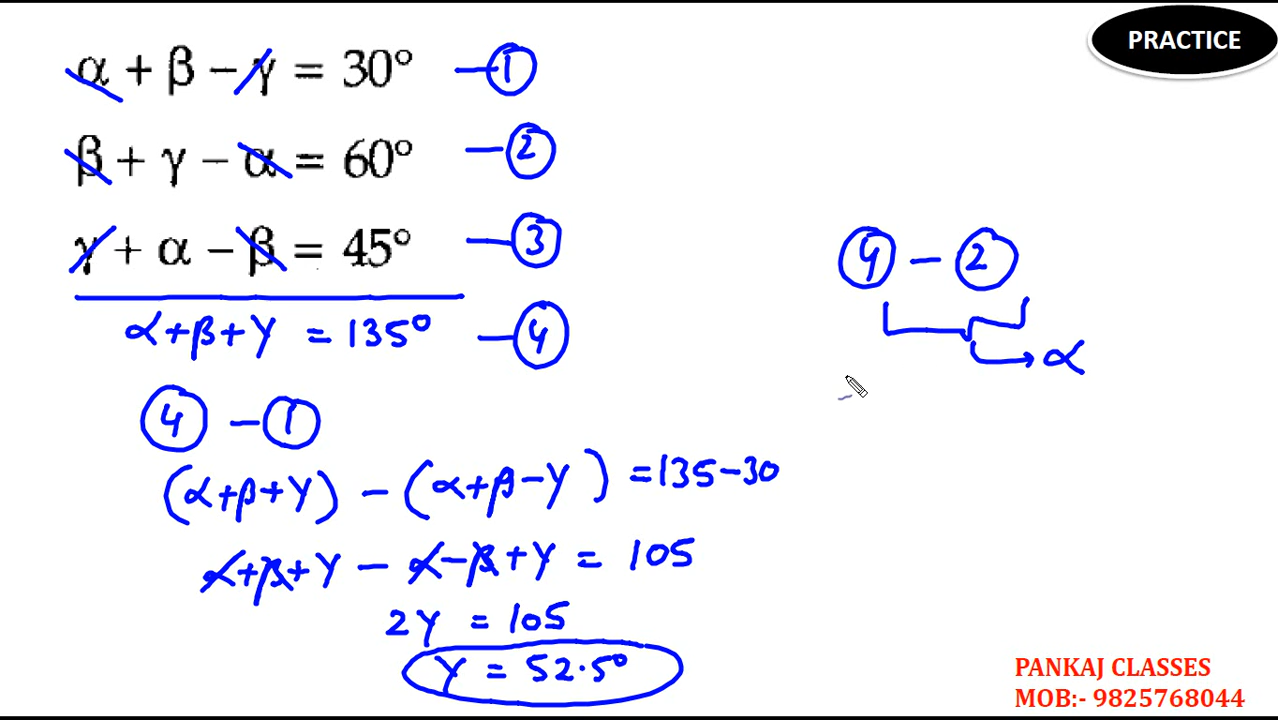 PRACTICE
α + β − γ = 30° —①
β + γ − α = 60° —②
γ + α − β = 45° —③
α+β+γ = 135° —④
④ — ①
(α+β+γ) − (α+β−γ) = 135−30
α+β+γ − α−β+γ = 105
2γ = 105
γ = 52.5°
④ — ②
α
PANKAJ CLASSES
MOB:- 9825768044